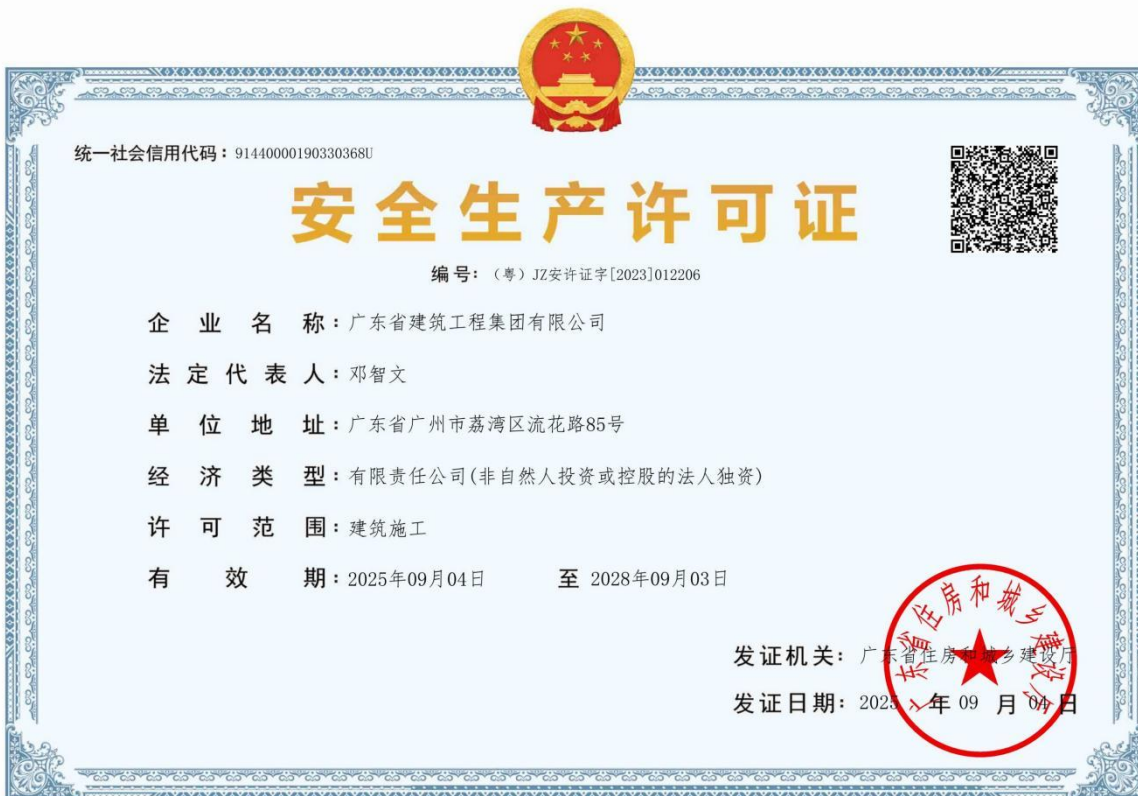 统一社会信用代码：91440000190330368U
安全生产许可证
编号：（粤）JZ安许证字[2023]012206
企业名称：广东省建筑工程集团有限公司
法定代表人：邓智文
单位地址：广东省广州市荔湾区流花路85号
经济类型：有限责任公司(非自然人投资或控股的法人独资)
许可范围：建筑施工
有效期：2025年09月04日 至 2028年09月03日
发证机关：广东省住房和城乡建设厅
发证日期：2025 年 09 月 04 日
广东省住房和城乡建设厅